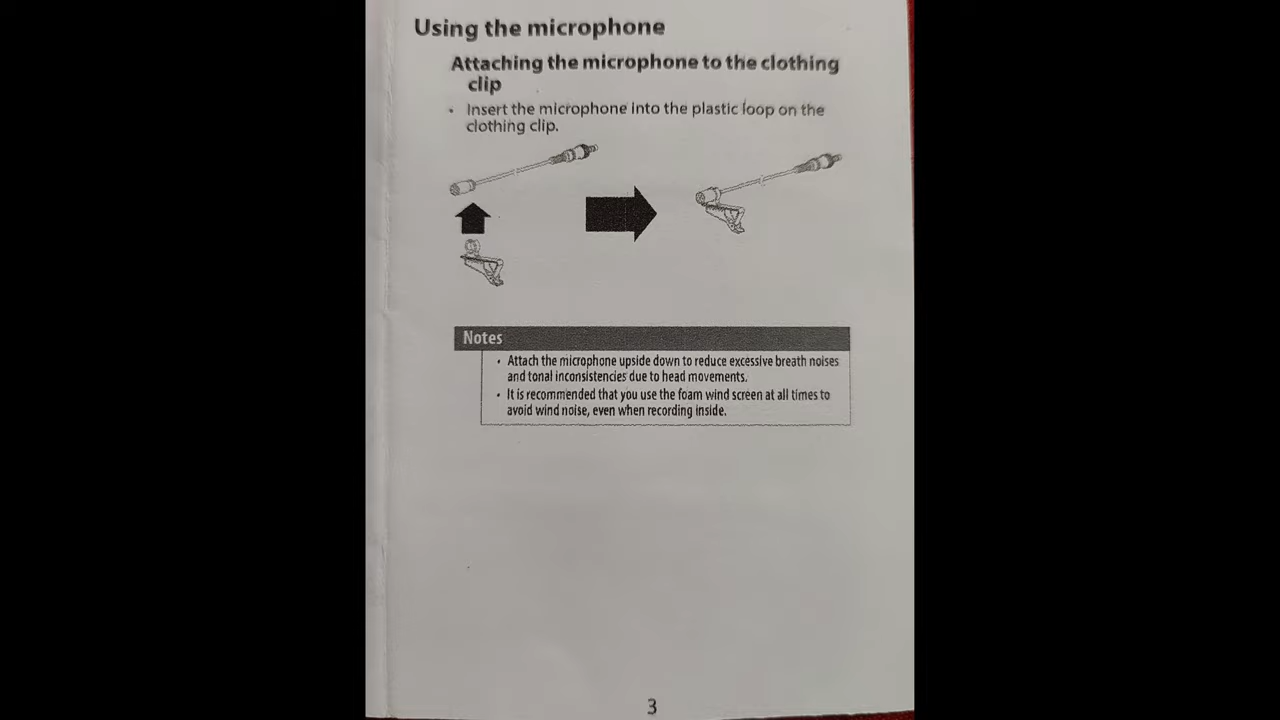 Using the microphone
Attaching the microphone to the clothing
clip
• Insert the microphone into the plastic loop on the
clothing clip.
Notes
• Attach the microphone upside down to reduce excessive breath noises
and tonal inconsistencies due to head movements.
• It is recommended that you use the foam wind screen at all times to
avoid wind noise, even when recording inside.
3